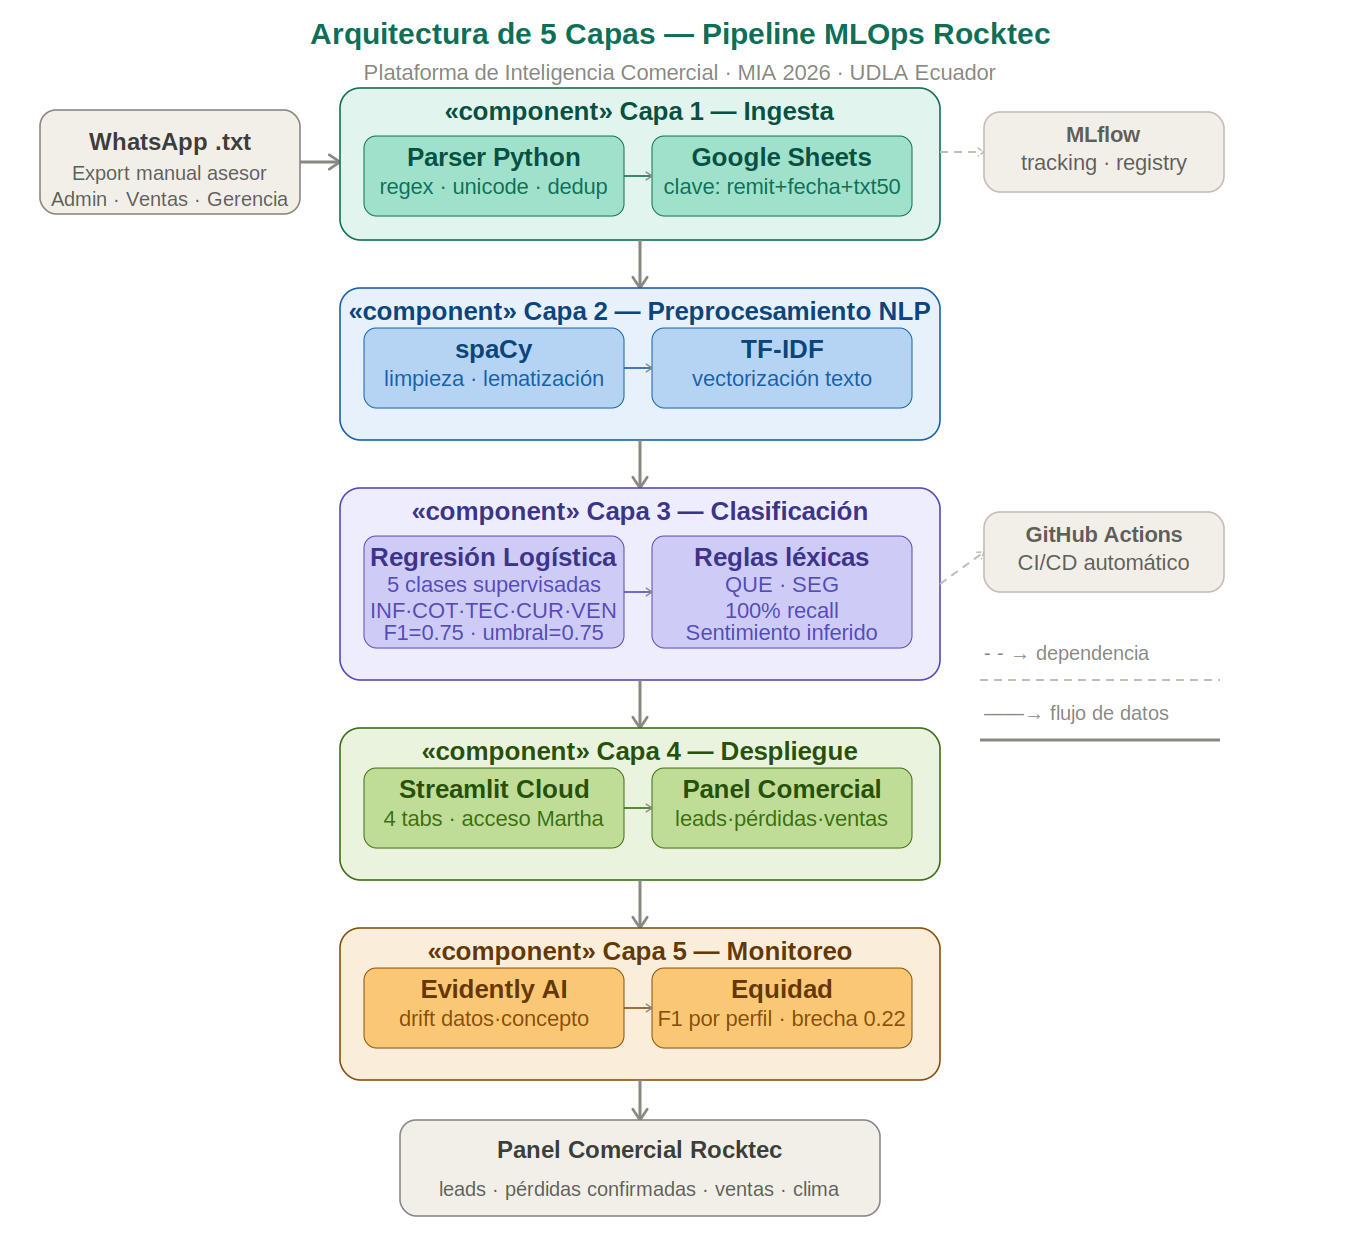 Arquitectura de 5 Capas — Pipeline MLOps Rocktec
Plataforma de Inteligencia Comercial · MIA 2026 · UDLA Ecuador
WhatsApp .txt
Export manual asesor
Admin · Ventas · Gerencia
«component» Capa 1 — Ingesta
Parser Python
regex · unicode · dedup
Google Sheets
clave: remit+fecha+txt50
MLflow
tracking · registry
«component» Capa 2 — Preprocesamiento NLP
spaCy
limpieza · lematización
TF-IDF
vectorización texto
«component» Capa 3 — Clasificación
Regresión Logística
5 clases supervisadas
INF·COT·TEC·CUR·VEN
F1=0.75 · umbral=0.75
Reglas léxicas
QUE · SEG
100% recall
Sentimiento inferido
GitHub Actions
CI/CD automático
- - → dependencia
——→ flujo de datos
«component» Capa 4 — Despliegue
Streamlit Cloud
4 tabs · acceso Martha
Panel Comercial
leads·pérdidas·ventas
«component» Capa 5 — Monitoreo
Evidently AI
drift datos·concepto
Equidad
F1 por perfil · brecha 0.22
Panel Comercial Rocktec
leads · pérdidas confirmadas · ventas · clima